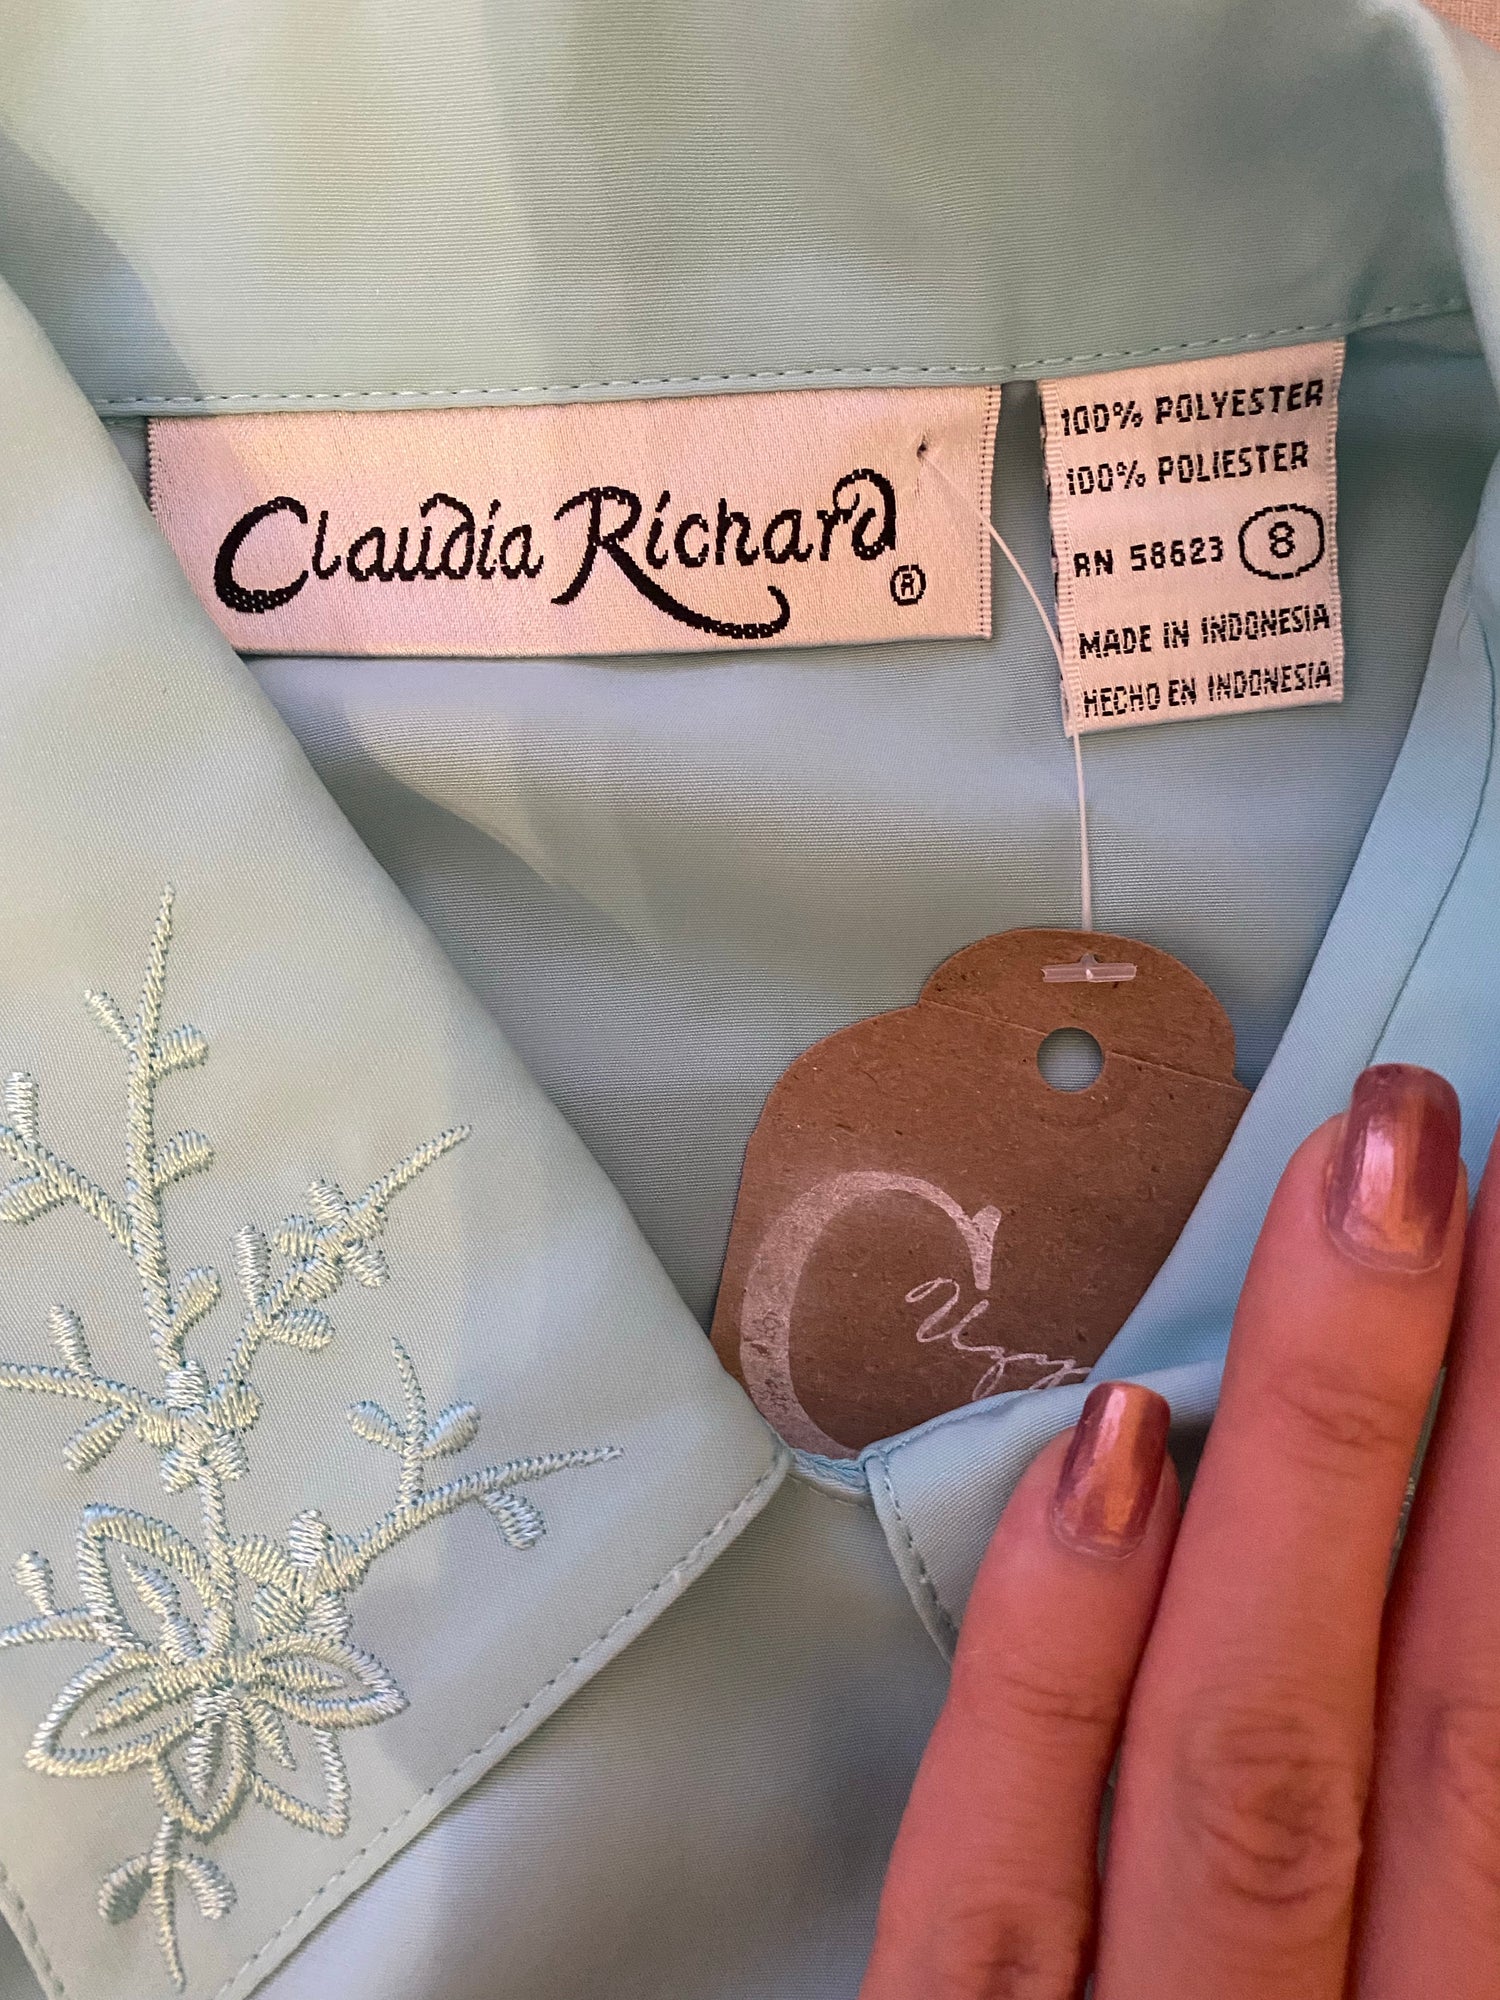 Claudia Richard ®
100% POLYESTER
100% POLIESTER
RN 58623 8
MADE IN INDONESIA
HECHO EN INDONESIA